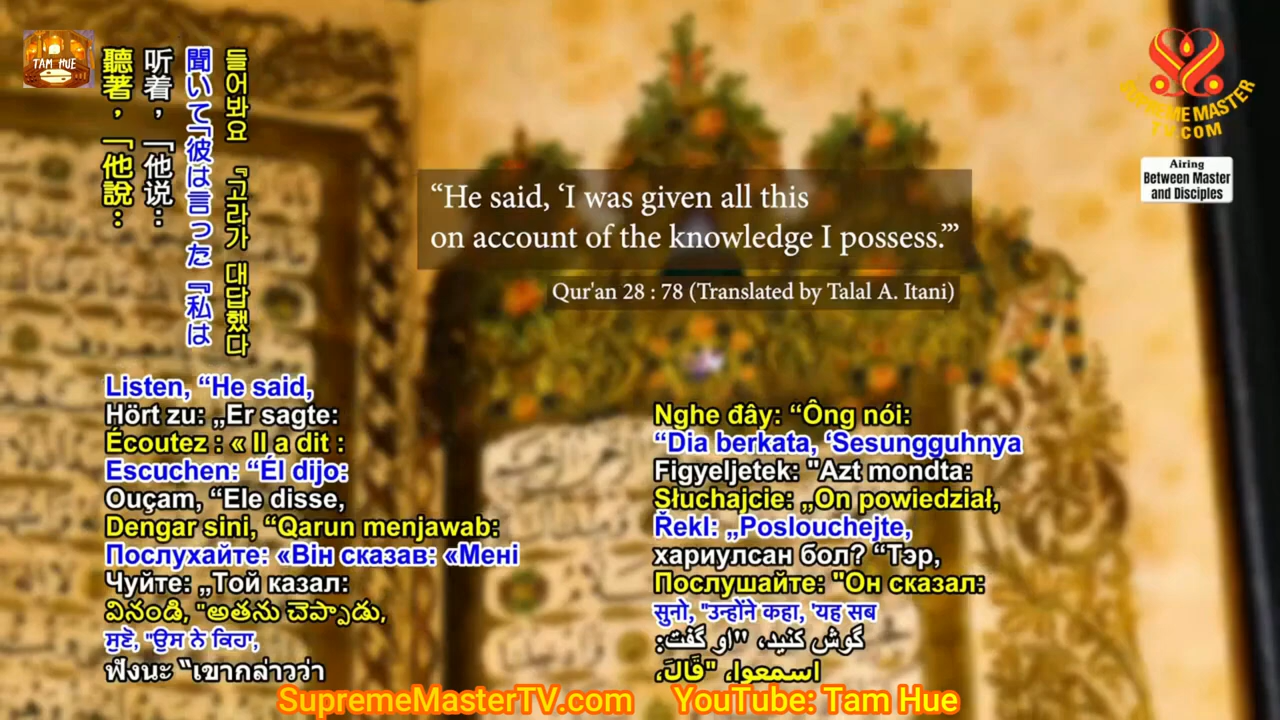 TAM HUE
聽著，「他說…
听着，「他说…
聞いて「彼は言った『私は
들어봐요 『고라가 대답했다
SUPREME MASTER
TV.COM
Airing
Between Master
and Disciples
“He said, ‘I was given all this
on account of the knowledge I possess.’”
Qur'an 28 : 78 (Translated by Talal A. Itani)
Listen, “He said,
Hört zu: „Er sagte:
Écoutez : « Il a dit :
Escuchen: “Él dijo:
Ouçam, “Ele disse,
Dengar sini, “Qarun menjawab:
Послухайте: «Він сказав: «Мені
Чуйте: „Той казал:
వినండి, "అతను చెప్పాడు,
ਸੁਣੋ, "ਉਸ ਨੇ ਕਿਹਾ,
ฟังนะ “เขากล่าวว่า
Nghe đây: “Ông nói:
“Dia berkata, ‘Sesungguhnya
Figyeljetek: "Azt mondta:
Słuchajcie: „On powiedział,
Řekl: „Poslouchejte,
хариулсан бол? “Тэр,
Послушайте: "Он сказал:
सुनो, "उन्होंने कहा, 'यह सब
گوش کنید، "او گفت:
اسمعوا، "قَالَ،
SupremeMasterTV.com YouTube: Tam Hue